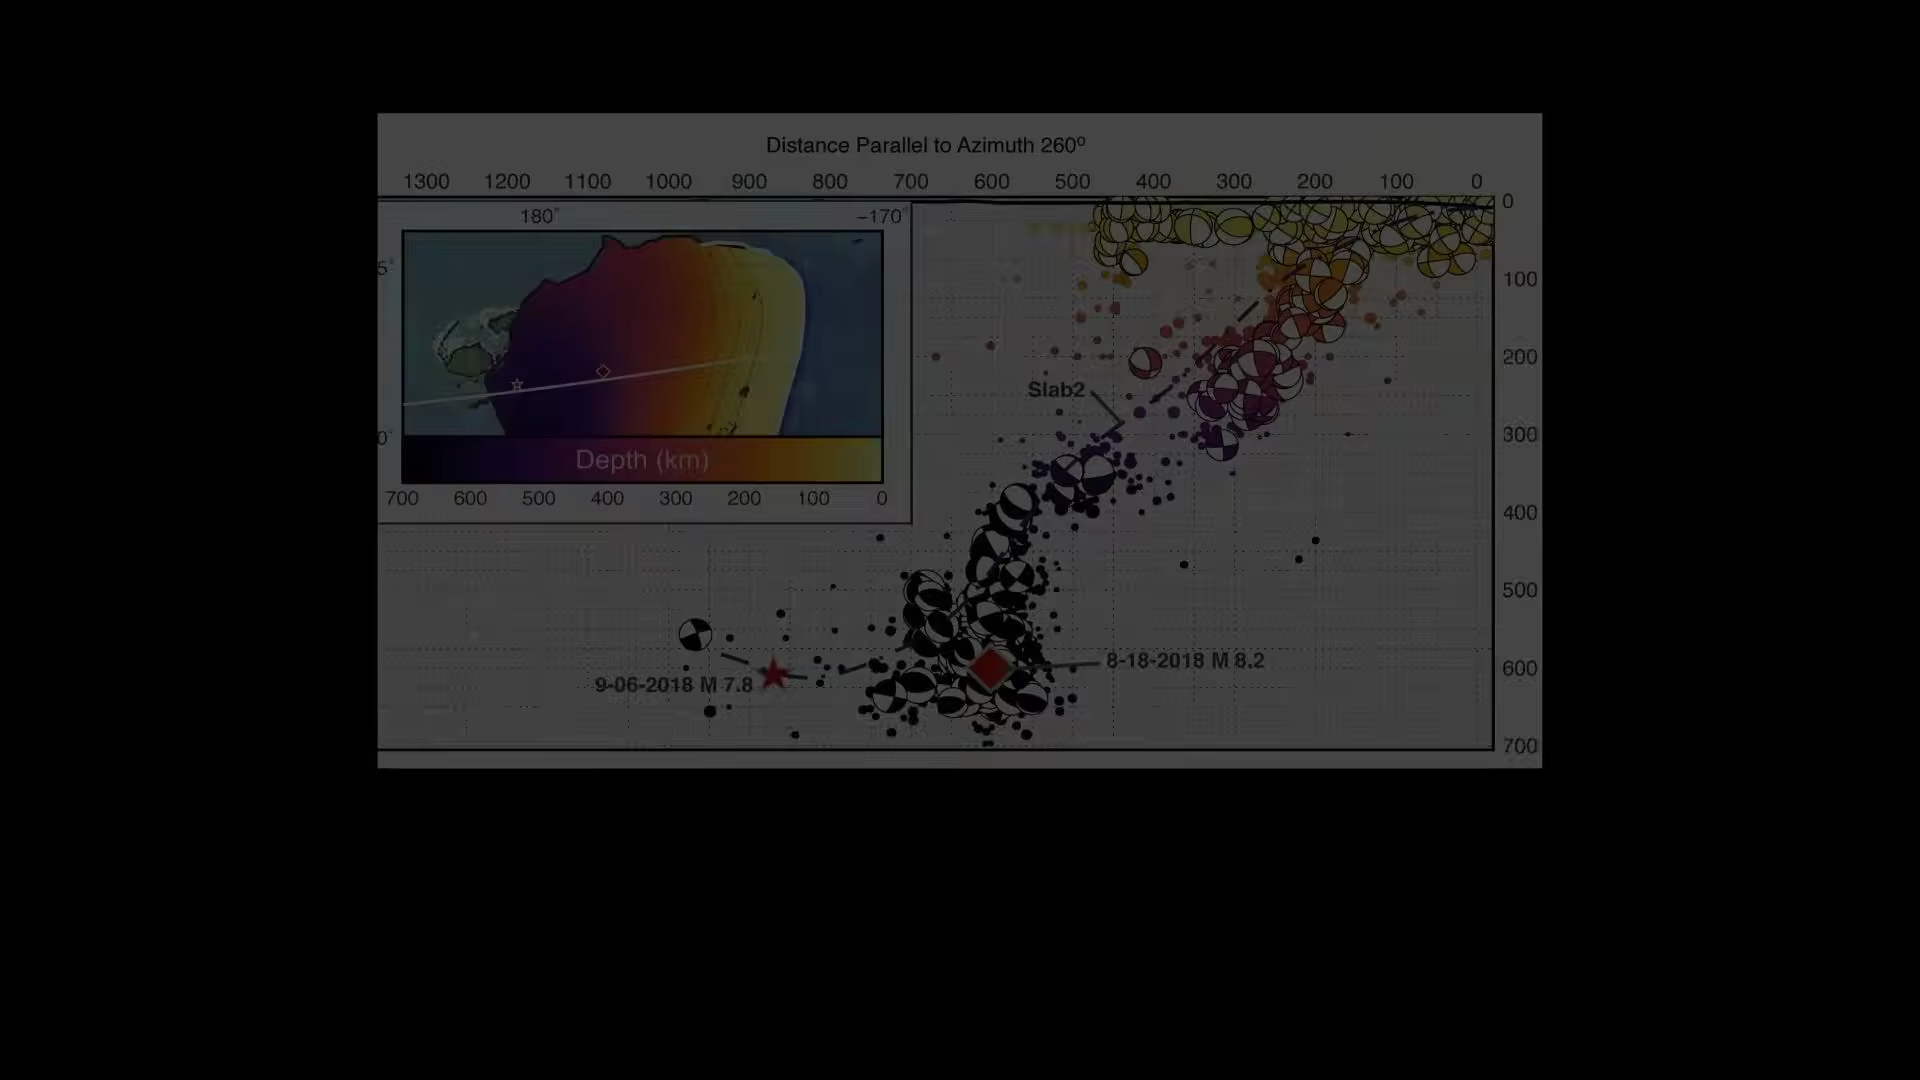 Distance Parallel to Azimuth 260º
1300 1200 1100 1000 900 800 700 600 500 400 300 200 100 0
180° −170°
5°
0°
Depth (km)
700 600 500 400 300 200 100 0
0
100
200
300
400
500
600
700
Slab2
8-18-2018 M 8.2
9-06-2018 M 7.8